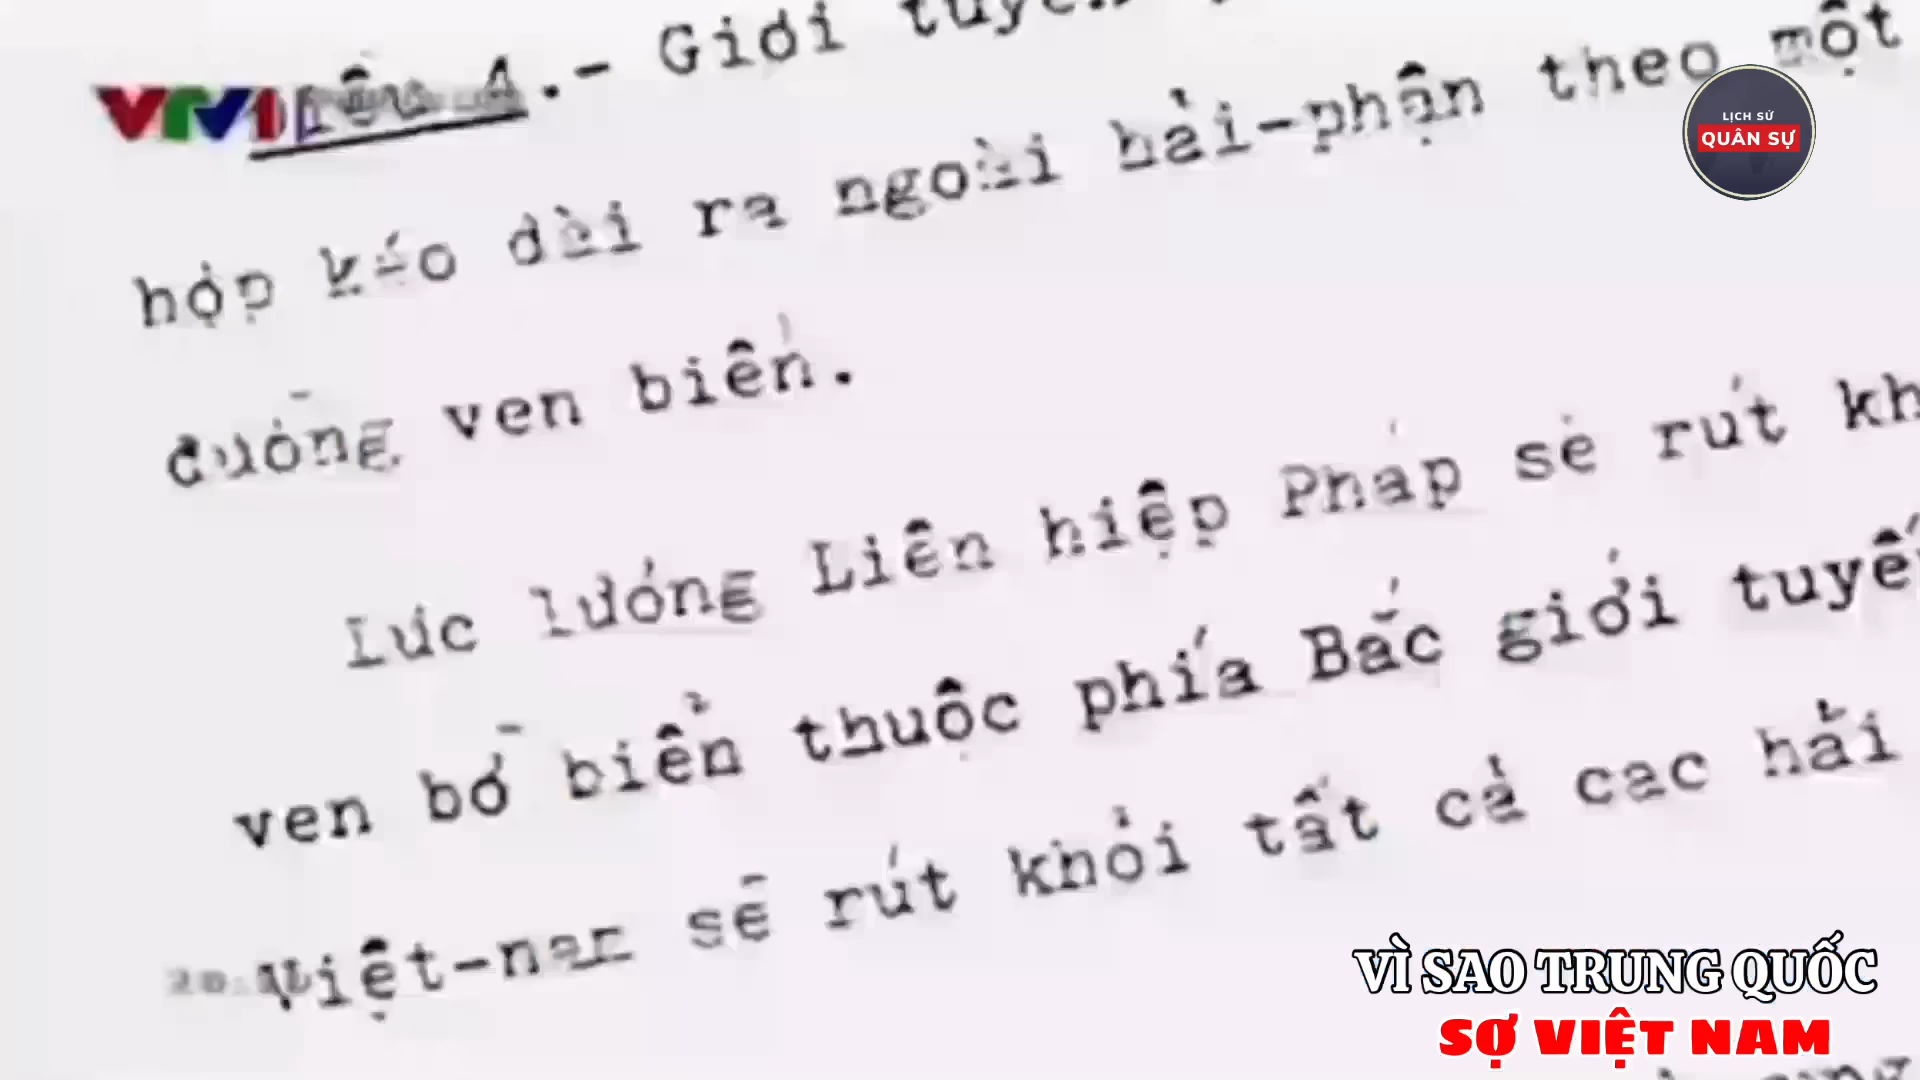 VTV1
LỊCH SỬ
QUÂN SỰ
Điều 4.- Giới tuyến
hợp kéo dài ra ngoài hải-phận theo một
đường ven biển.
Lực lượng Liên hiệp Pháp sẽ rút kh
ven bờ biển thuộc phía Bắc giới tuyế
Việt-nam sẽ rút khỏi tất cả các hải
VÌ SAO TRUNG QUỐC
SỢ VIỆT NAM